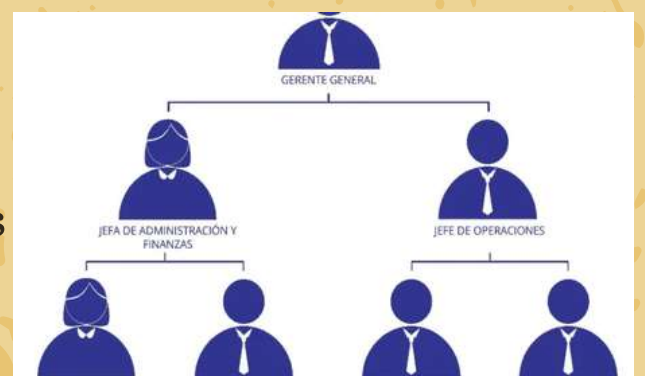 GERENTE GENERAL
JEFA DE ADMINISTRACIÓN Y
FINANZAS
JEFE DE OPERACIONES